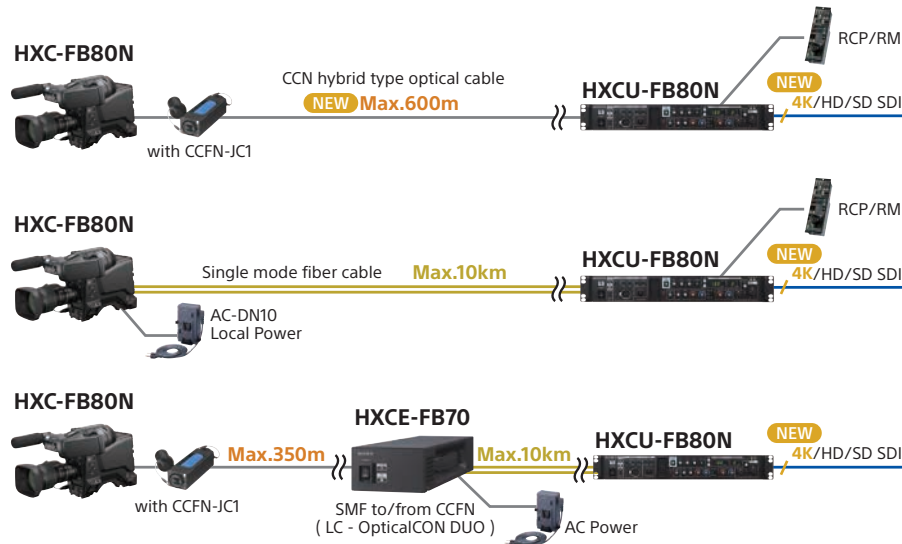 RCP/RM
HXC-FB80N
CCN hybrid type optical cable
NEW Max.600m
HXCU-FB80N
NEW
4K/HD/SD SDI
with CCFN-JC1
RCP/RM
HXC-FB80N
Single mode fiber cable Max.10km
HXCU-FB80N
NEW
4K/HD/SD SDI
AC-DN10
Local Power
HXC-FB80N
HXCE-FB70
Max.350m
Max.10km
HXCU-FB80N
NEW
4K/HD/SD SDI
with CCFN-JC1
SMF to/from CCFN
( LC - OpticalCON DUO )
AC Power